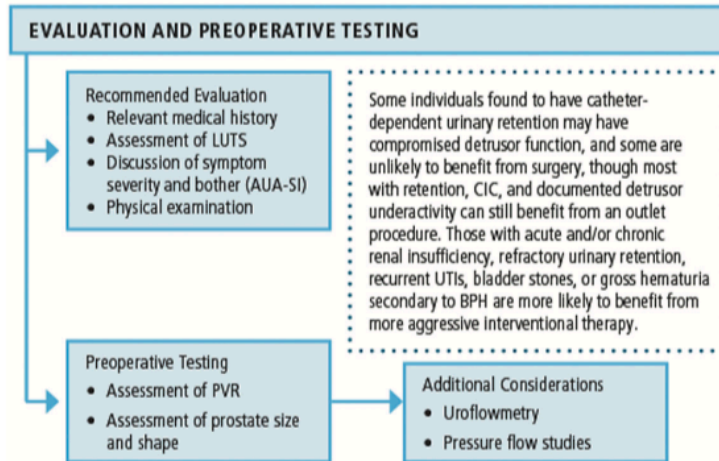 EVALUATION AND PREOPERATIVE TESTING
Recommended Evaluation
• Relevant medical history
• Assessment of LUTS
• Discussion of symptom
severity and bother (AUA-SI)
• Physical examination
Some individuals found to have catheter-
dependent urinary retention may have
compromised detrusor function, and some are
unlikely to benefit from surgery, though most
with retention, CIC, and documented detrusor
underactivity can still benefit from an outlet
procedure. Those with acute and/or chronic
renal insufficiency, refractory urinary retention,
recurrent UTIs, bladder stones, or gross hematuria
secondary to BPH are more likely to benefit from
more aggressive interventional therapy.
Preoperative Testing
• Assessment of PVR
• Assessment of prostate size
and shape
Additional Considerations
• Uroflowmetry
• Pressure flow studies